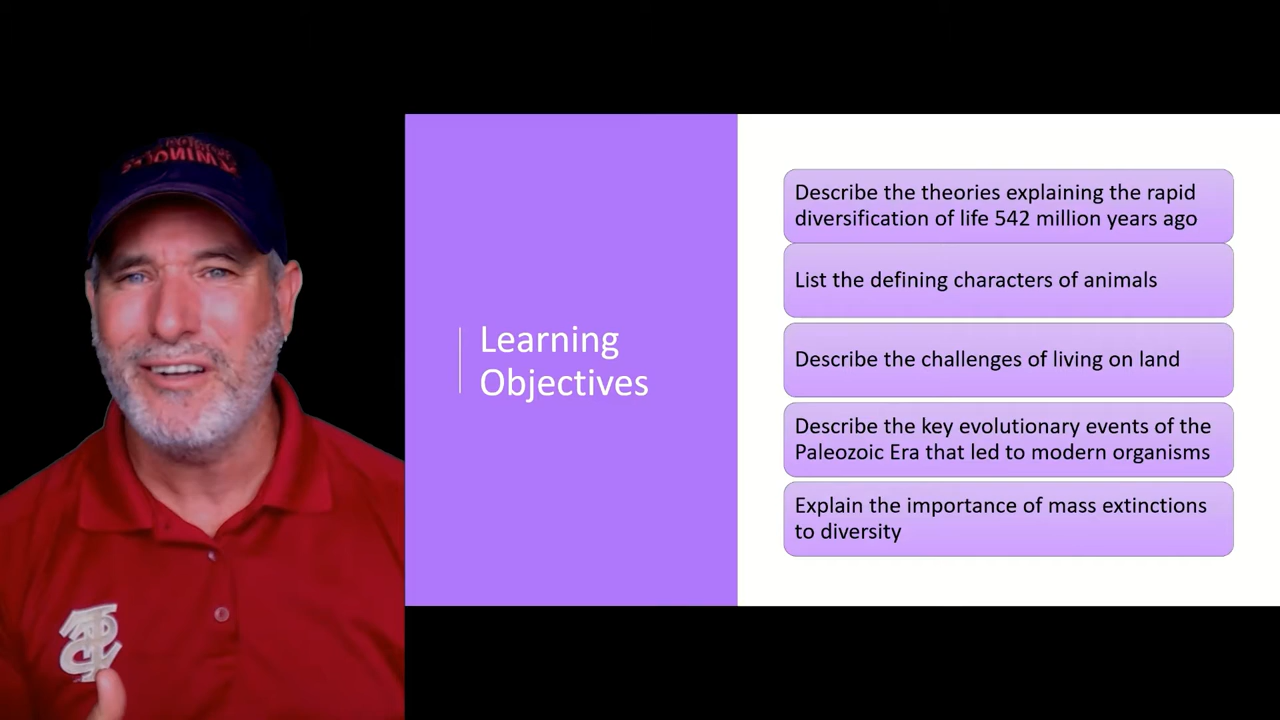 Learning
Objectives
Describe the theories explaining the rapid
diversification of life 542 million years ago
List the defining characters of animals
Describe the challenges of living on land
Describe the key evolutionary events of the
Paleozoic Era that led to modern organisms
Explain the importance of mass extinctions
to diversity